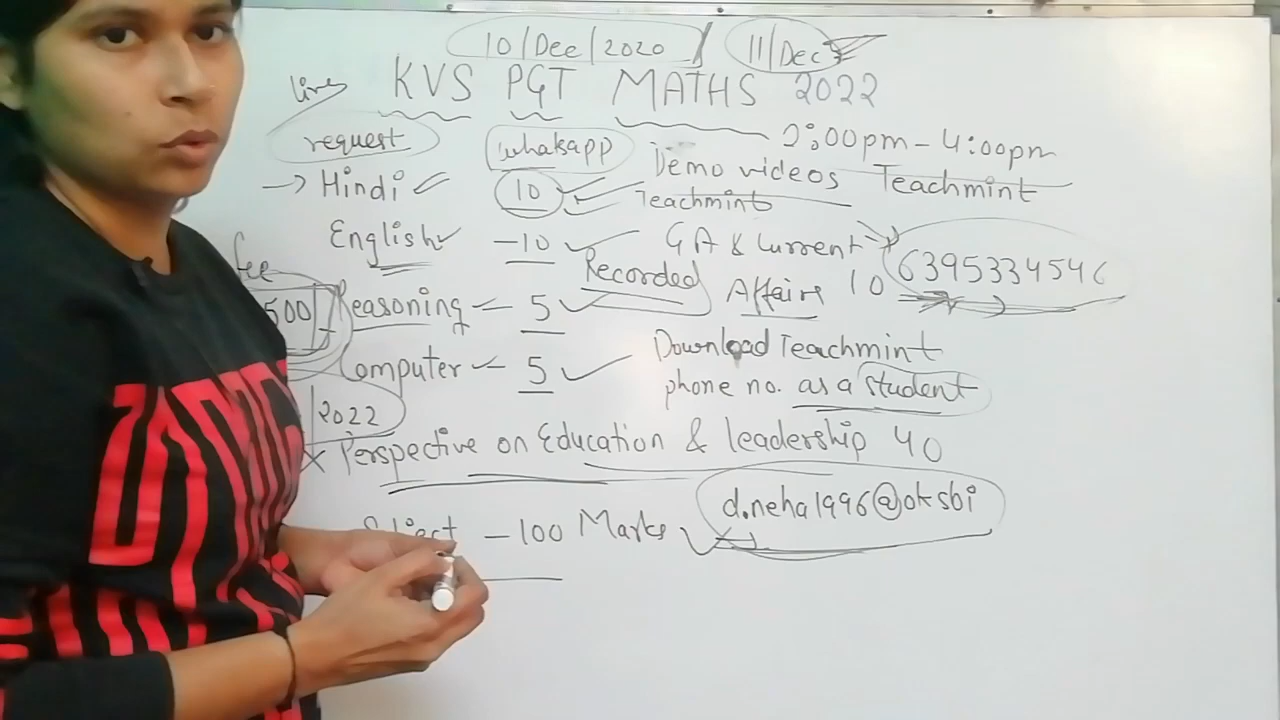 10/Dec/2020 11/Dec
live KVS PGT MATHS 2022
request whatsapp 2:00pm - 4:00pm
→ Hindi 10 Demo videos Teachmint
Teachmint
English - 10 GA & Current
fee Recorded Affairs 10 6395334546
500/- Reasoning - 5
Computer - 5 Download Teachmint
phone no. as a student
/2022
Perspective on Education & leadership 40
- 100 Marks d.neha1996@oksbi